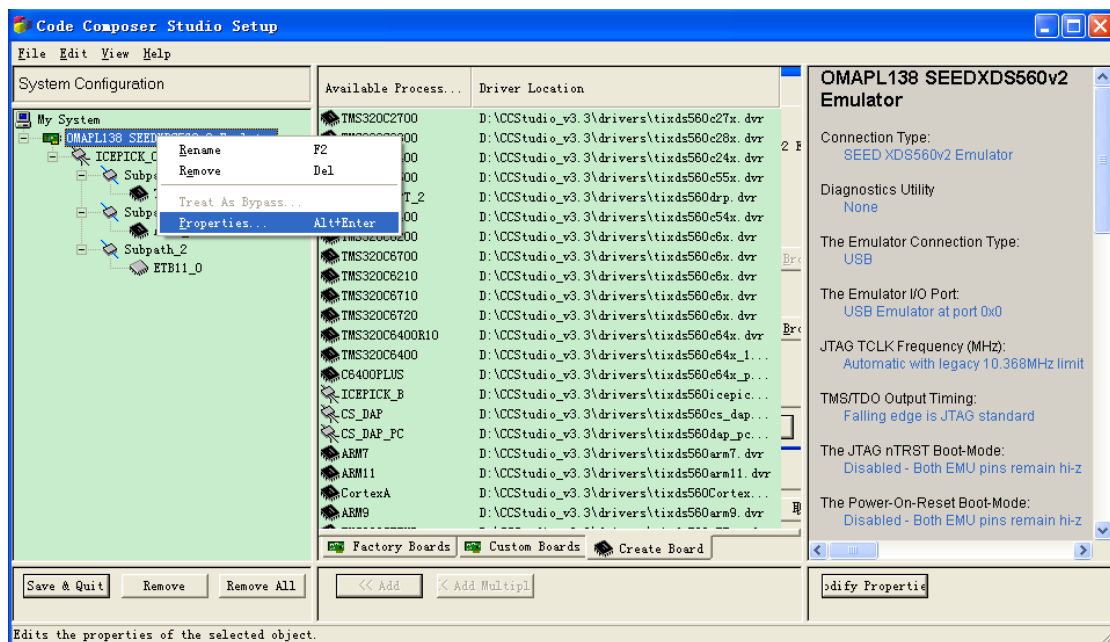 Code Composer Studio Setup
File Edit View Help
System Configuration
My System
OMAPL138
ICEPICK_C
Subpath_2
ETB11_0
Rename F2
Remove Del
Treat As Bypass...
Properties... Alt+Enter
Available Process... Driver Location
TMS320C2700 D:\CCStudio_v3.3\drivers\tixds560c27x.dvr
D:\CCStudio_v3.3\drivers\tixds560c28x.dvr
D:\CCStudio_v3.3\drivers\tixds560c24x.dvr
D:\CCStudio_v3.3\drivers\tixds560c55x.dvr
D:\CCStudio_v3.3\drivers\tixds560drp.dvr
D:\CCStudio_v3.3\drivers\tixds560c54x.dvr
D:\CCStudio_v3.3\drivers\tixds560c6x.dvr
TMS320C6700 D:\CCStudio_v3.3\drivers\tixds560c6x.dvr
TMS320C6210 D:\CCStudio_v3.3\drivers\tixds560c6x.dvr
TMS320C6710 D:\CCStudio_v3.3\drivers\tixds560c6x.dvr
TMS320C6720 D:\CCStudio_v3.3\drivers\tixds560c6x.dvr
TMS320C6400R10 D:\CCStudio_v3.3\drivers\tixds560c64x.dvr
TMS320C6400 D:\CCStudio_v3.3\drivers\tixds560c64x_1...
C6400PLUS D:\CCStudio_v3.3\drivers\tixds560c64x_p...
ICEPICK_B D:\CCStudio_v3.3\drivers\tixds560icepic...
CS_DAP D:\CCStudio_v3.3\drivers\tixds560cs_dap...
CS_DAP_PC D:\CCStudio_v3.3\drivers\tixds560dap_pc...
ARM7 D:\CCStudio_v3.3\drivers\tixds560arm7.dvr
ARM11 D:\CCStudio_v3.3\drivers\tixds560arm11.dvr
CortexA D:\CCStudio_v3.3\drivers\tixds560Cortex...
ARM9 D:\CCStudio_v3.3\drivers\tixds560arm9.dvr
Factory Boards Custom Boards Create Board
OMAPL138 SEEDXDS560v2
Emulator
Connection Type:
SEED XDS560v2 Emulator
Diagnostics Utility
None
The Emulator Connection Type:
USB
The Emulator I/O Port:
USB Emulator at port 0x0
JTAG TCLK Frequency (MHz):
Automatic with legacy 10.368MHz limit
TMS/TDO Output Timing:
Falling edge is JTAG standard
The JTAG nTRST Boot-Mode:
Disabled - Both EMU pins remain hi-z
The Power-On-Reset Boot-Mode:
Disabled - Both EMU pins remain hi-z
Save & Quit Remove Remove All << Add < Add Multipl odify Propertie
Edits the properties of the selected object.